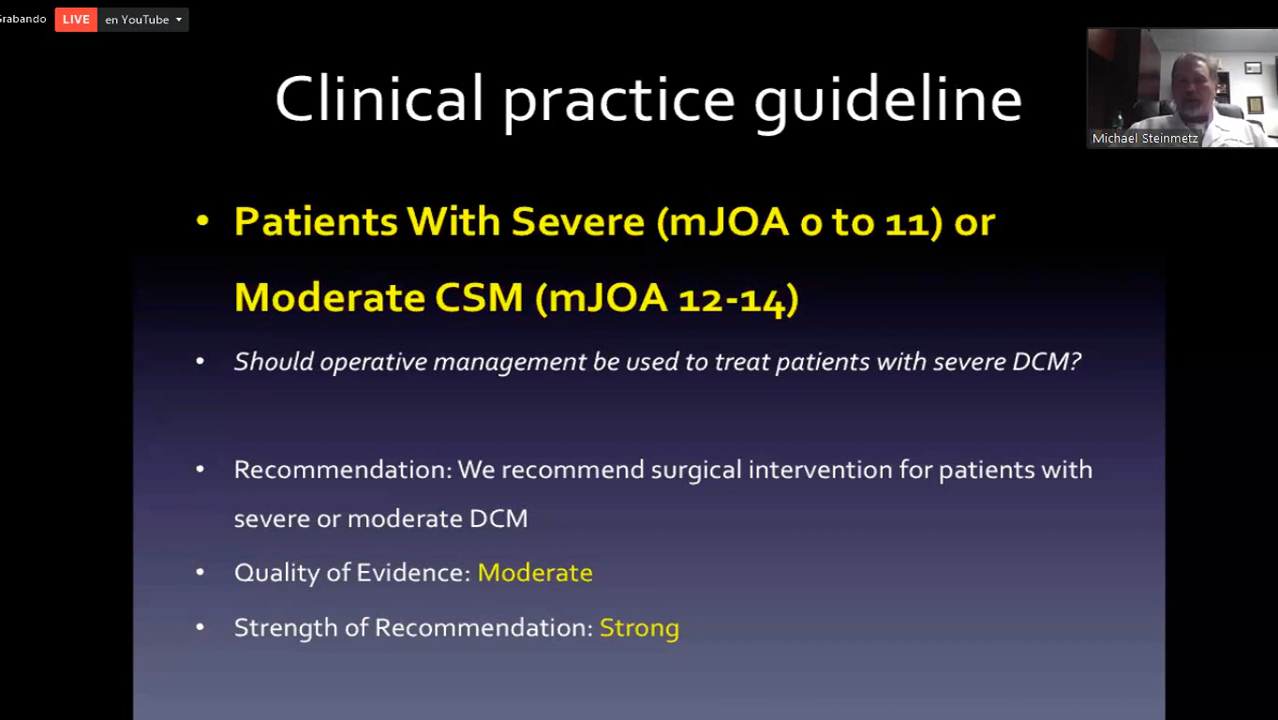 Grabando
LIVE
en YouTube
Clinical practice guideline
Michael Steinmetz
• Patients With Severe (mJOA 0 to 11) or
Moderate CSM (mJOA 12-14)
• Should operative management be used to treat patients with severe DCM?
• Recommendation: We recommend surgical intervention for patients with
severe or moderate DCM
• Quality of Evidence: Moderate
• Strength of Recommendation: Strong